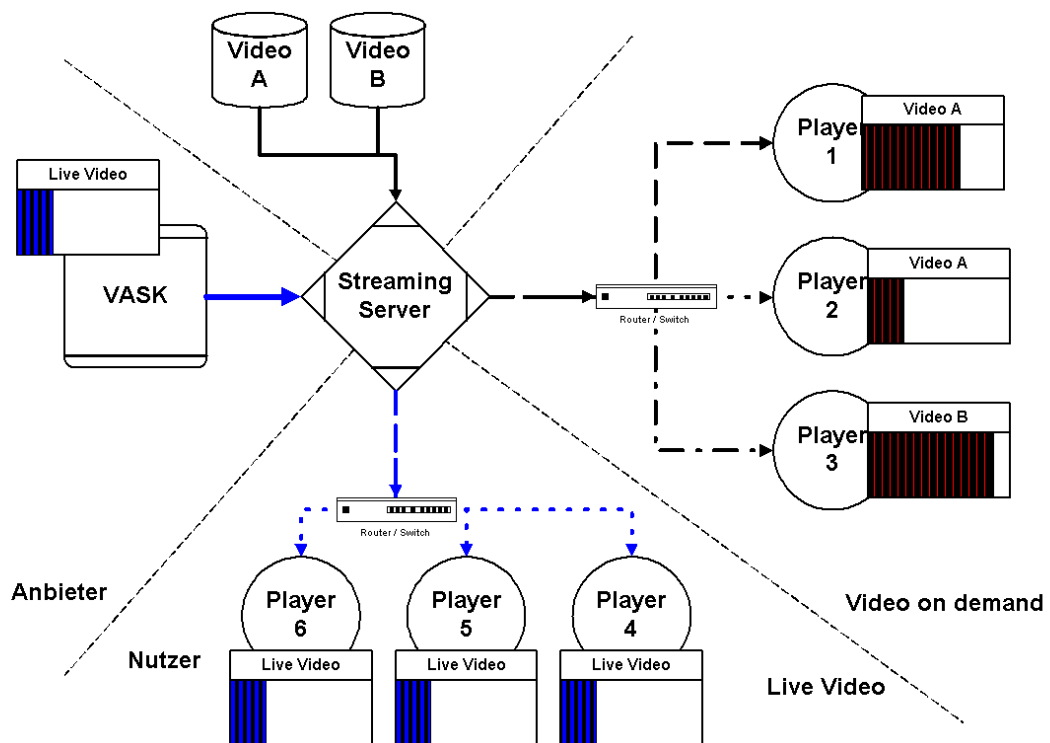 Video
A
Video
B
Live Video
VASK
Streaming
Server
Router / Switch
Player
1
Video A
Player
2
Video A
Player
3
Video B
Router / Switch
Player
6
Live Video
Player
5
Live Video
Player
4
Live Video
Anbieter
Nutzer
Video on demand
Live Video